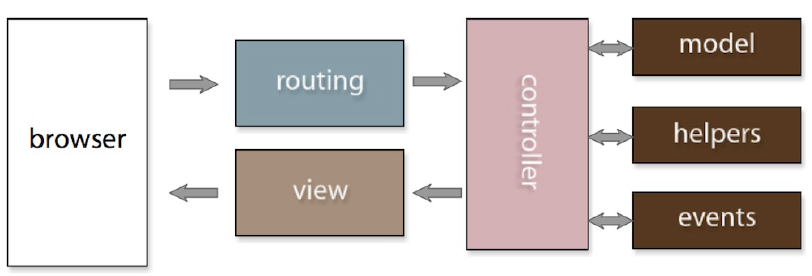 browser
routing
view
controller
model
helpers
events